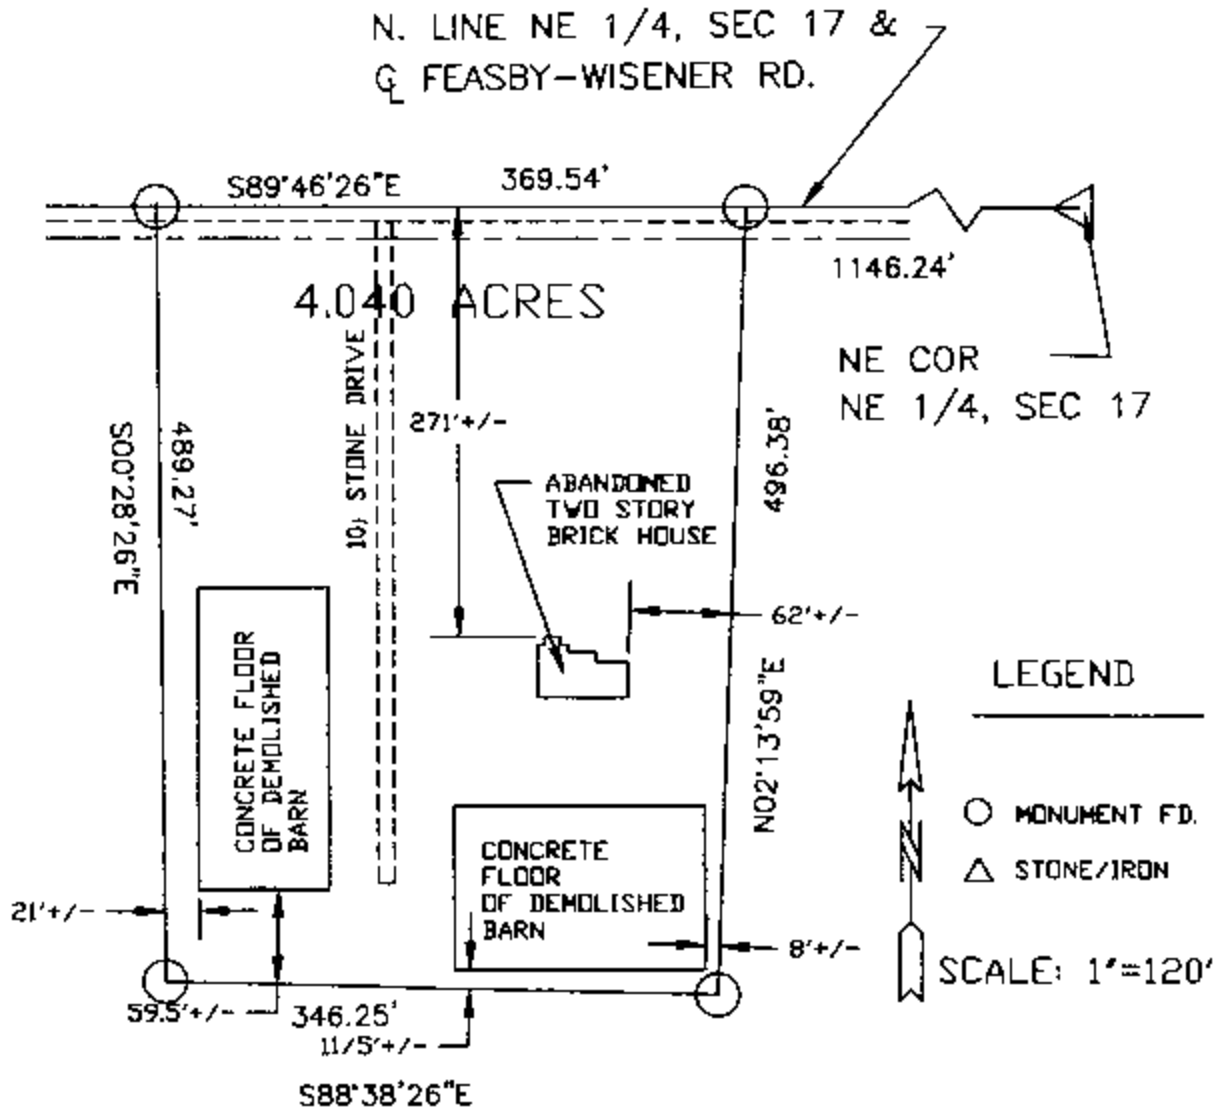 N. LINE NE 1/4, SEC 17 &
℄ FEASBY-WISENER RD.
S89°46'26"E
369.54'
1146.24'
4.040 ACRES
NE COR
NE 1/4, SEC 17
10; STONE DRIVE
271'+/-
489.27'
S00°28'26"E
496.38'
ABANDONED
TWO STORY
BRICK HOUSE
62'+/-
N02°13'59"E
CONCRETE FLOOR
OF DEMOLISHED
BARN
CONCRETE
FLOOR
OF DEMOLISHED
BARN
21'+/-
8'+/-
59.5'+/-
346.25'
11/5'+/-
S88°38'26"E
LEGEND
MONUMENT FD.
STONE/IRON
N
SCALE: 1"=120'